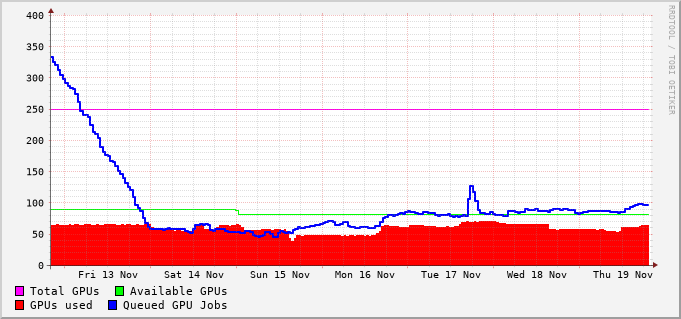 RRDTOOL / TOBI OETIKER
400
350
300
250
200
150
100
50
0
Fri 13 Nov Sat 14 Nov Sun 15 Nov Mon 16 Nov Tue 17 Nov Wed 18 Nov Thu 19 Nov
Total GPUs Available GPUs
GPUs used Queued GPU Jobs